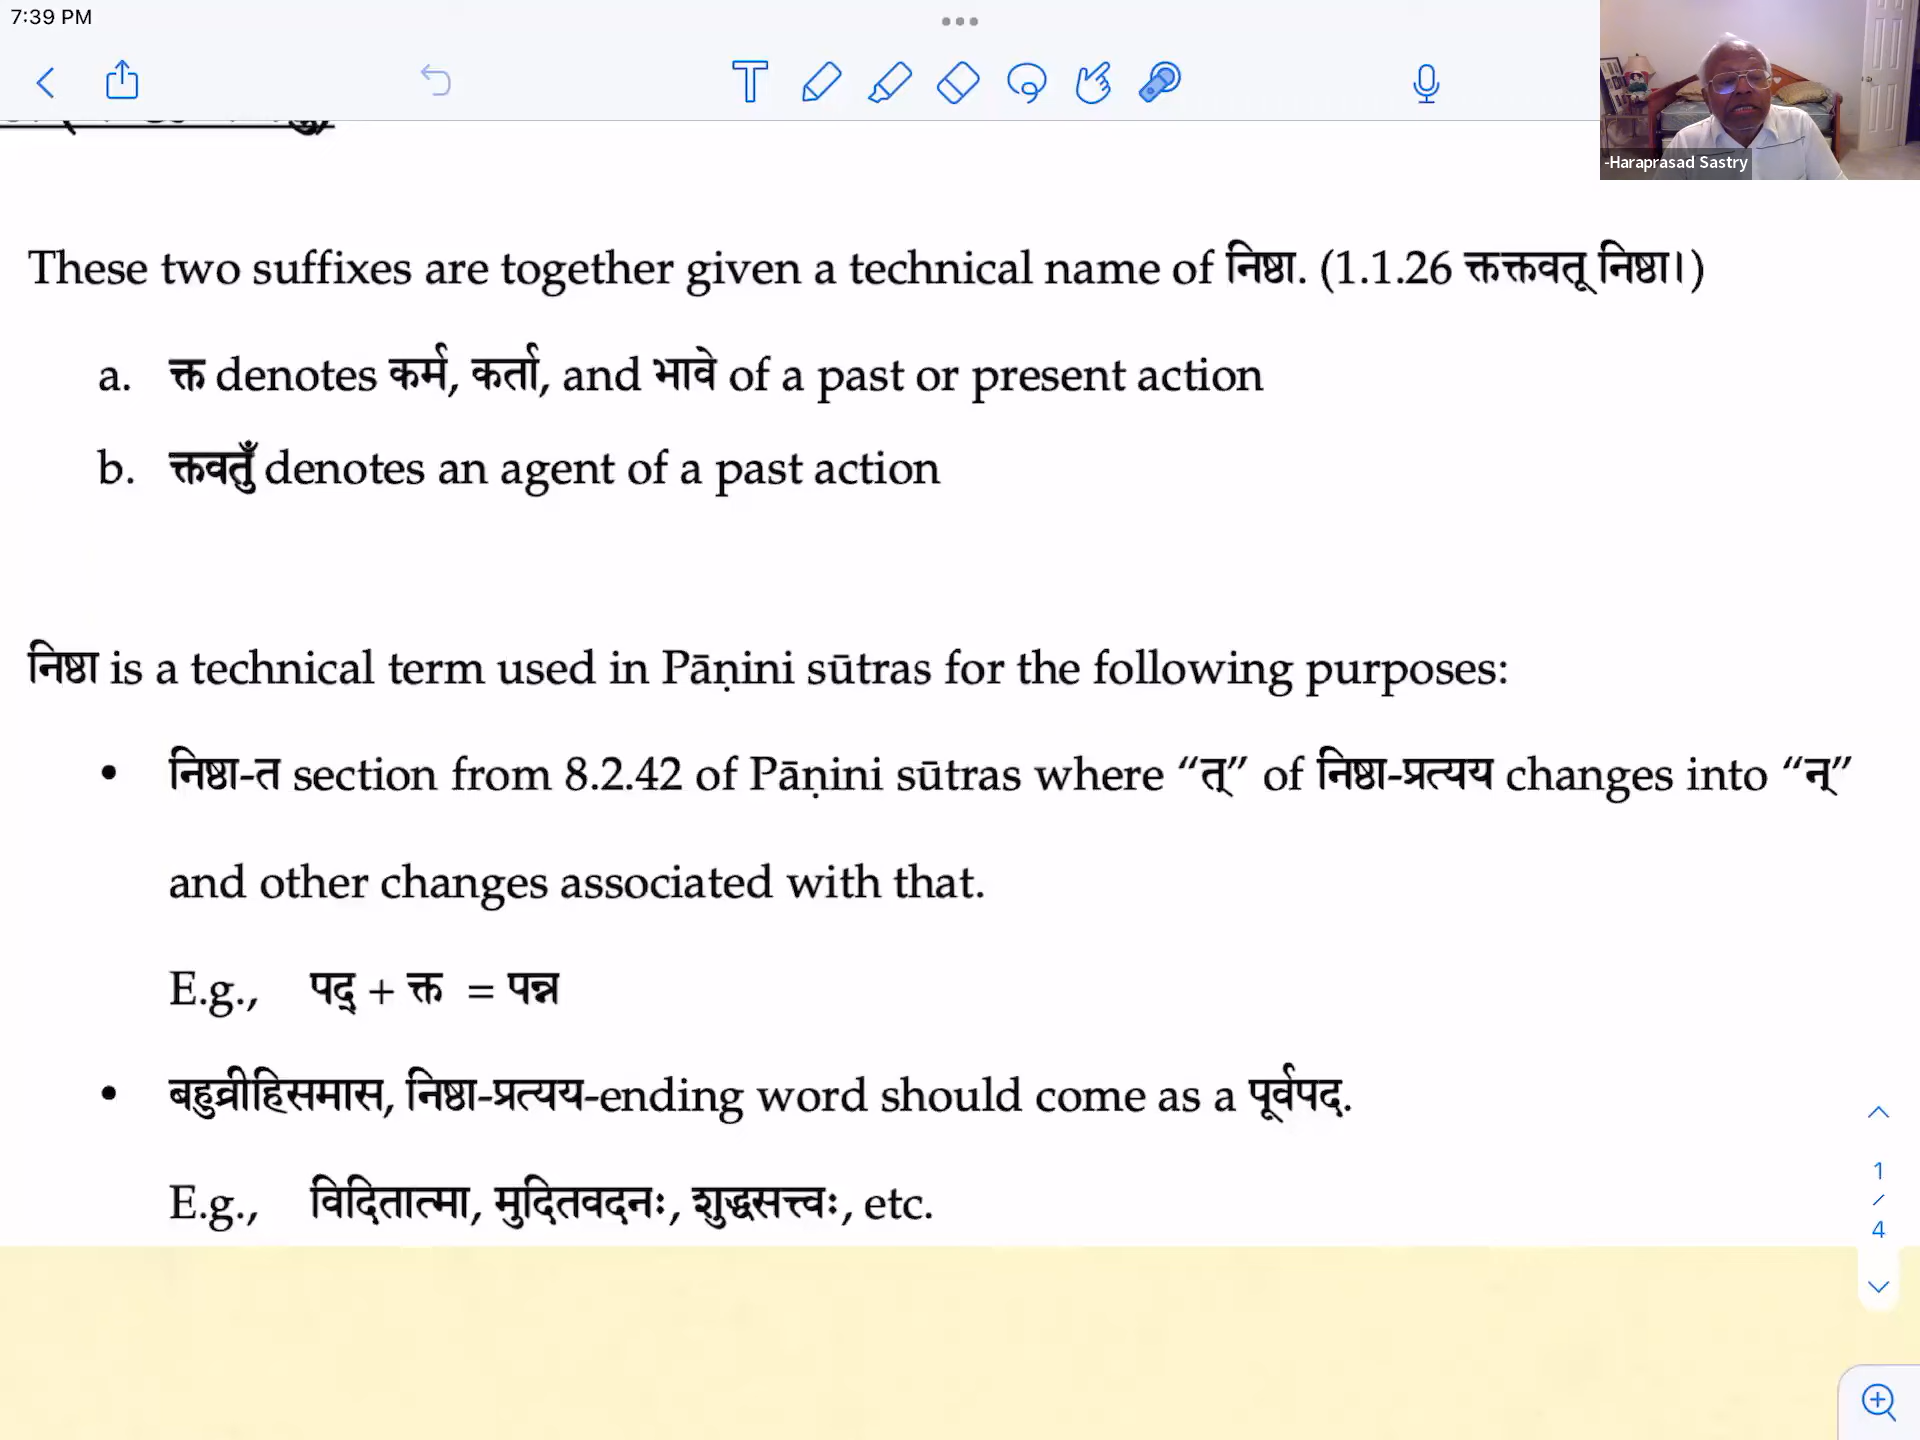 7:39 PM
-Haraprasad Sastry
These two suffixes are together given a technical name of निष्ठा. (1.1.26 क्तक्तवतू निष्ठा।)
a. क्त denotes कर्म, कर्ता, and भावे of a past or present action
b. क्तवतुँ denotes an agent of a past action
निष्ठा is a technical term used in Pāṇini sūtras for the following purposes:
• निष्ठा-त section from 8.2.42 of Pāṇini sūtras where “त्” of निष्ठा-प्रत्यय changes into “न्”
and other changes associated with that.
E.g., पद् + क्त = पन्न
• बहुव्रीहिसमास, निष्ठा-प्रत्यय-ending word should come as a पूर्वपद.
E.g., विदितात्मा, मुदितवदनः, शुद्धसत्त्वः, etc.
1
/
4